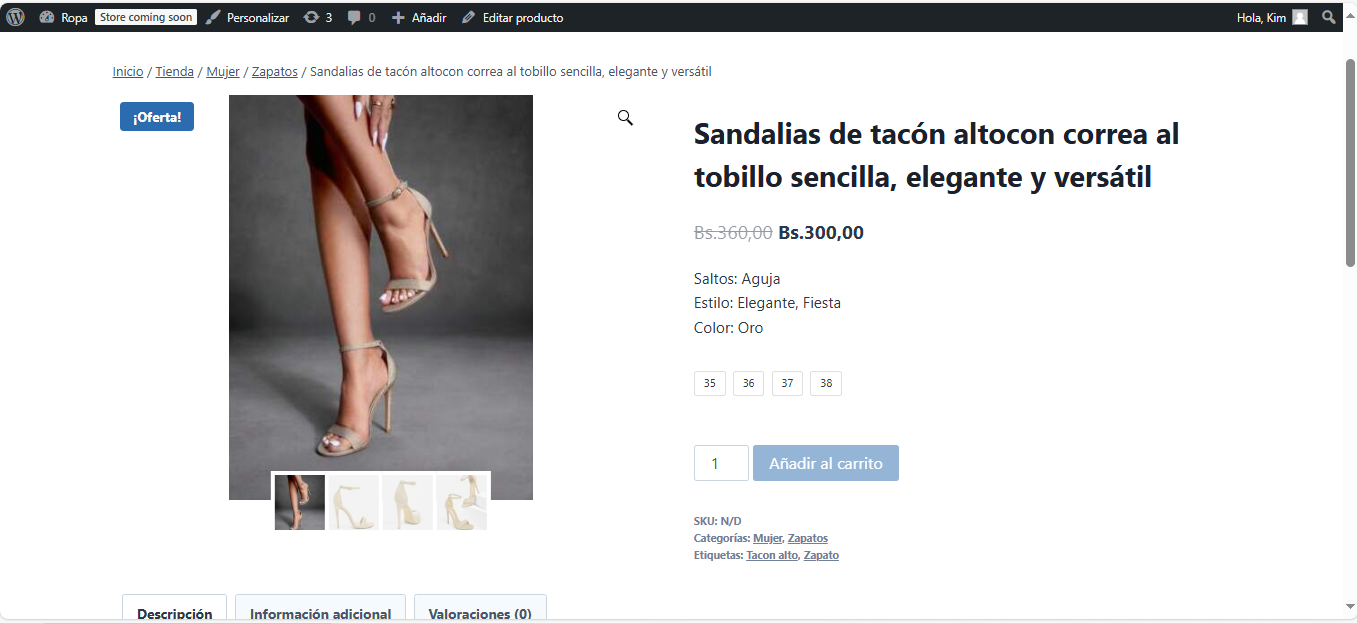 Ropa Store coming soon Personalizar 3 0 Añadir Editar producto Hola, Kim
Inicio / Tienda / Mujer / Zapatos / Sandalias de tacón altocon correa al tobillo sencilla, elegante y versátil
¡Oferta!
Sandalias de tacón altocon correa al
tobillo sencilla, elegante y versátil
Bs.360,00 Bs.300,00
Saltos: Aguja
Estilo: Elegante, Fiesta
Color: Oro
35 36 37 38
1 Añadir al carrito
SKU: N/D
Categorías: Mujer, Zapatos
Etiquetas: Tacon alto, Zapato
Descripción Información adicional Valoraciones (0)